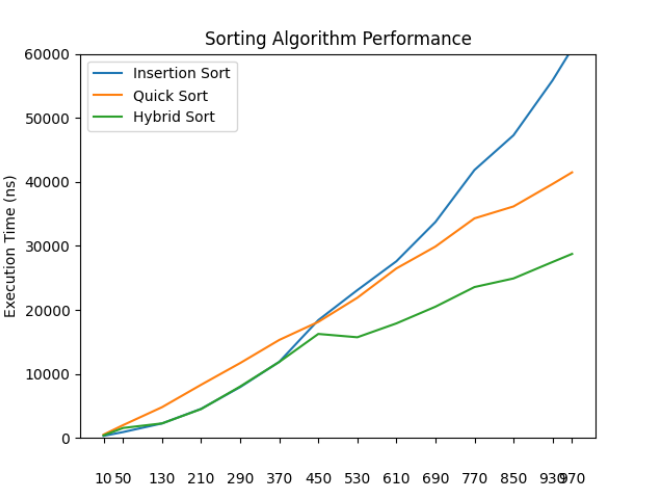 Sorting Algorithm Performance
Insertion Sort
Quick Sort
Hybrid Sort
Execution Time (ns)
60000
50000
40000
30000
20000
10000
0
10 50 130 210 290 370 450 530 610 690 770 850 930 970